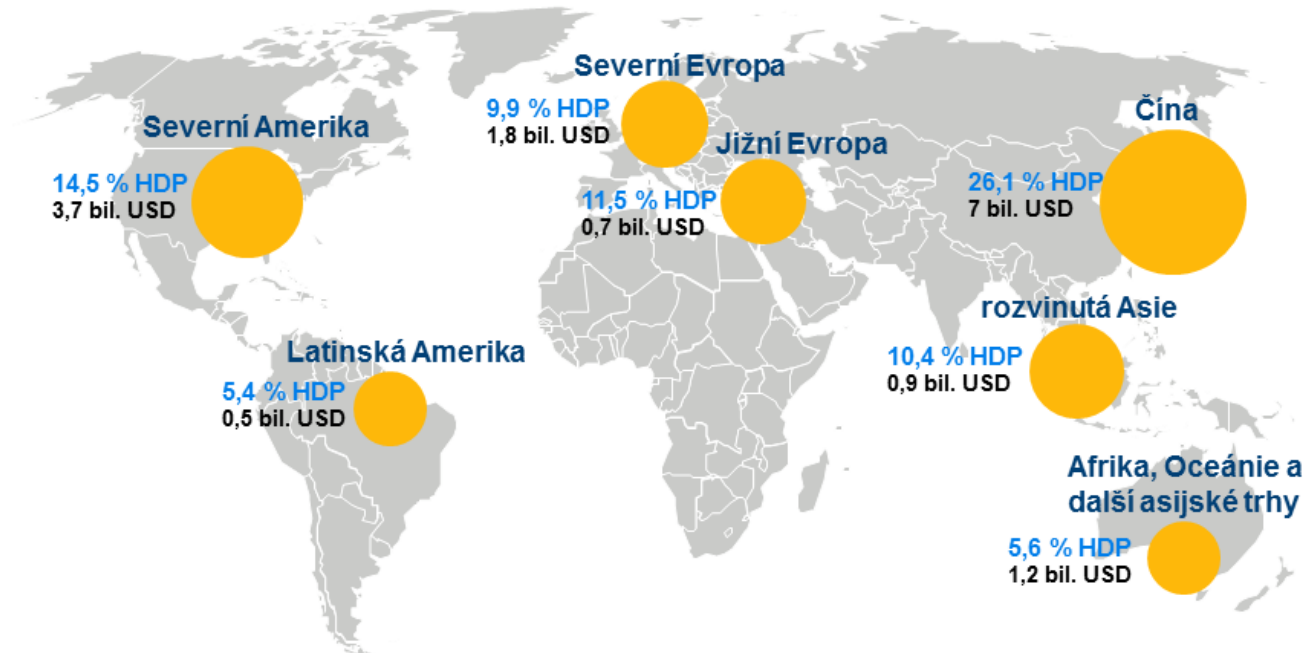 Severní Evropa
9,9 % HDP
1,8 bil. USD
Čína
Severní Amerika
Jižní Evropa
14,5 % HDP
3,7 bil. USD
11,5 % HDP
0,7 bil. USD
26,1 % HDP
7 bil. USD
rozvinutá Asie
Latinská Amerika
10,4 % HDP
0,9 bil. USD
5,4 % HDP
0,5 bil. USD
Afrika, Oceánie a
další asijské trhy
5,6 % HDP
1,2 bil. USD